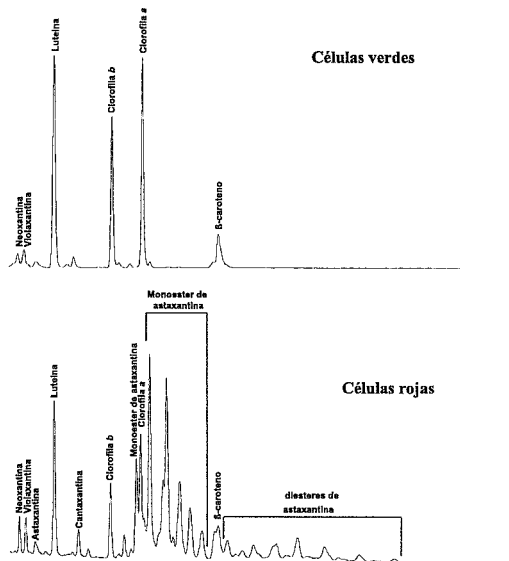 Células verdes
Neoxantina
Violaxantina
Luteína
Clorofila b
Clorofila a
ß-caroteno
Células rojas
Neoxantina
Violaxantina
Astaxantina
Luteína
Cantaxantina
Clorofila b
Monoester de astaxantina
Clorofila a
Monoester de
astaxantina
ß-caroteno
diesteres de
astaxantina